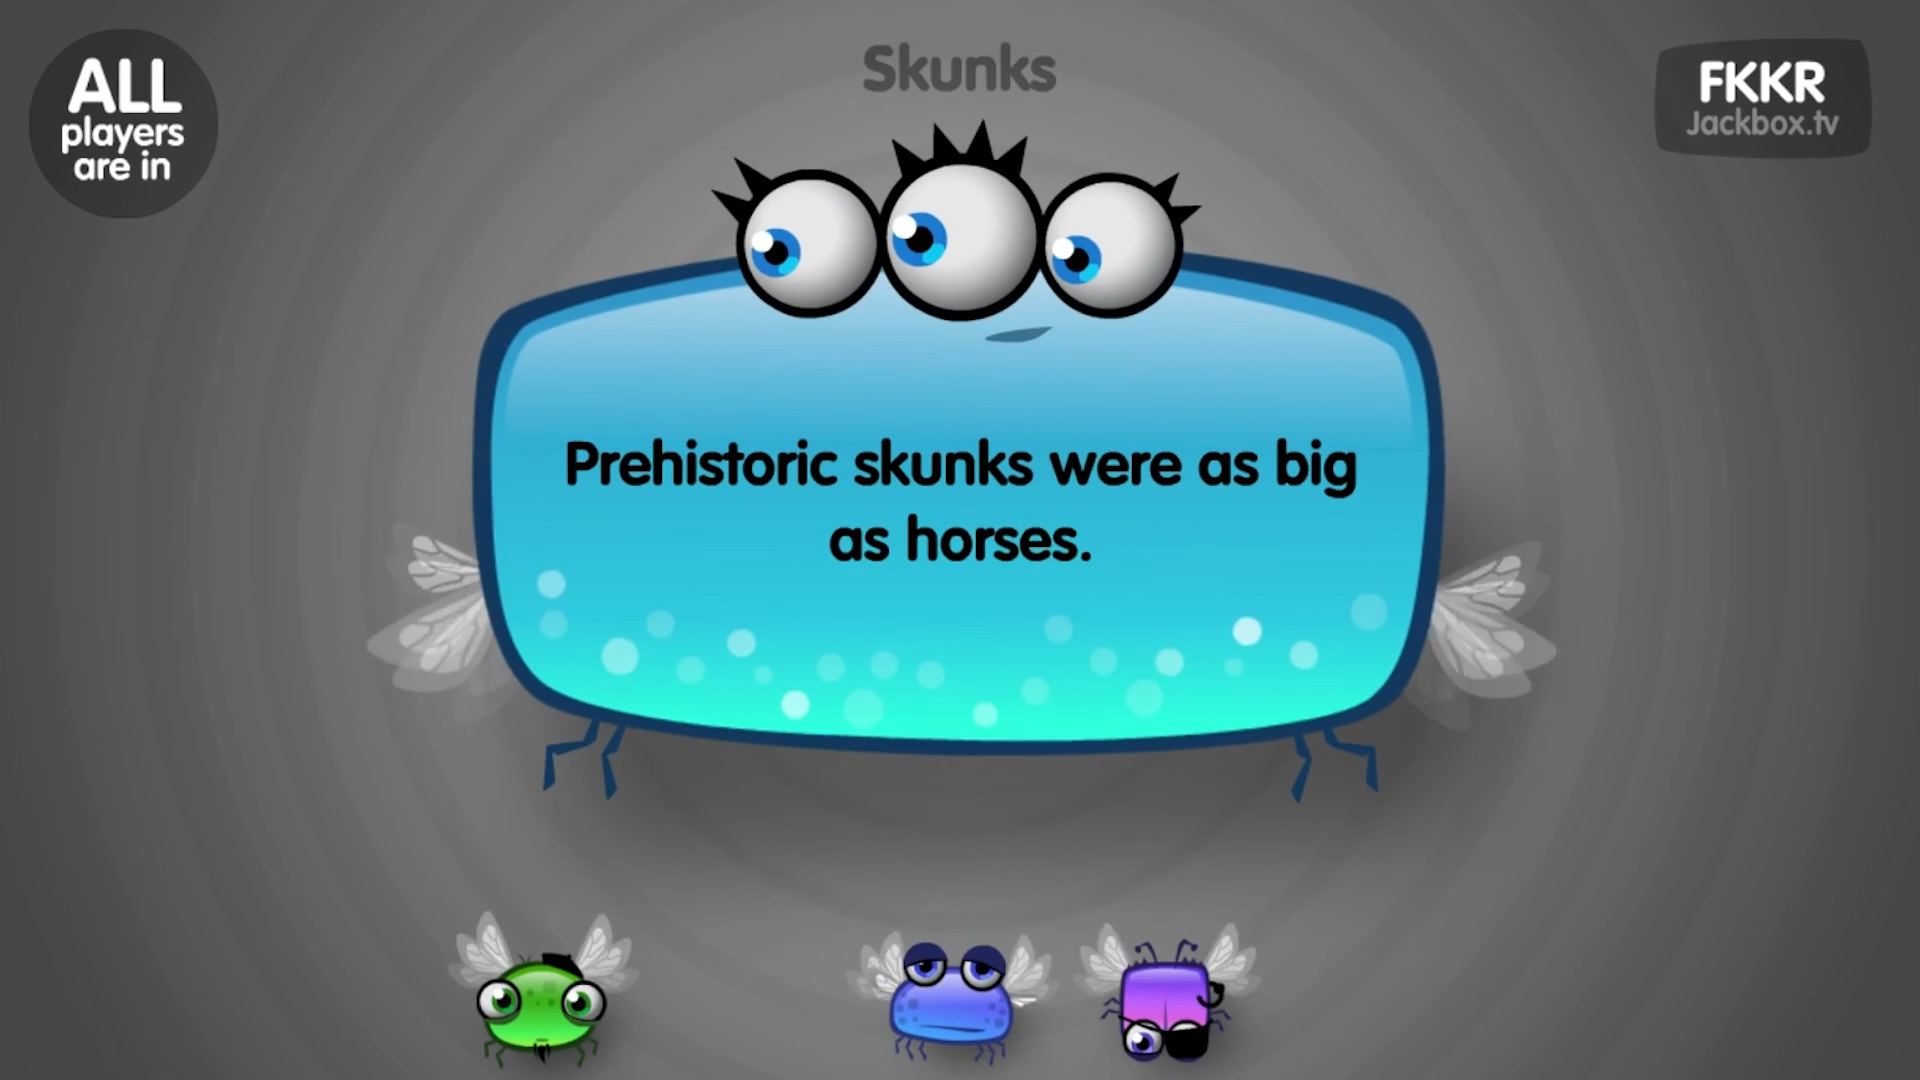 ALL
players
are in
Skunks
FKKR
Jackbox.tv
Prehistoric skunks were as big
as horses.